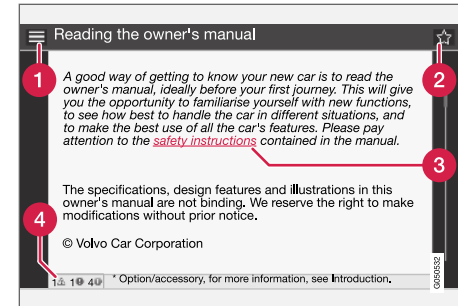 Reading the owner's manual
1
2
A good way of getting to know your new car is to read the
owner's manual, ideally before your first journey. This will give
you the opportunity to familiarise yourself with new functions,
to see how best to handle the car in different situations, and
to make the best use of all the car's features. Please pay
attention to the safety instructions contained in the manual.
3
The specifications, design features and illustrations in this
owner's manual are not binding. We reserve the right to make
modifications without prior notice.
4
© Volvo Car Corporation
1 1 4 * Option/accessory, for more information, see Introduction.
G050532